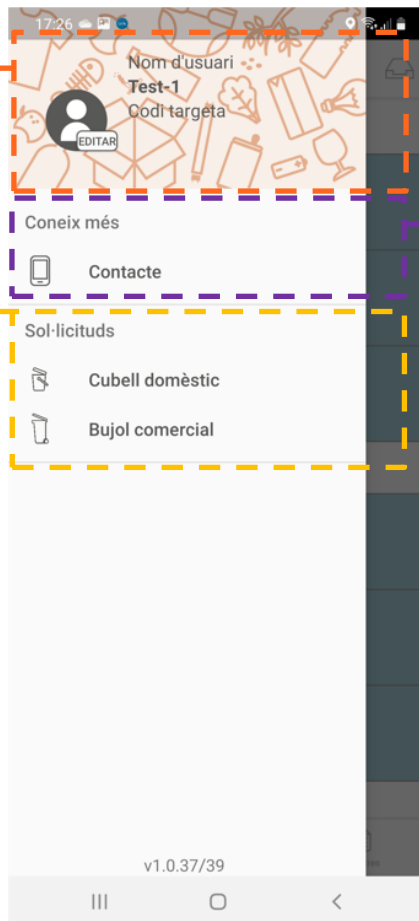 17:26
Nom d'usuari
Test-1
Codi targeta
EDITAR
Coneix més
Contacte
Sol·licituds
Cubell domèstic
Bujol comercial
v1.0.37/39